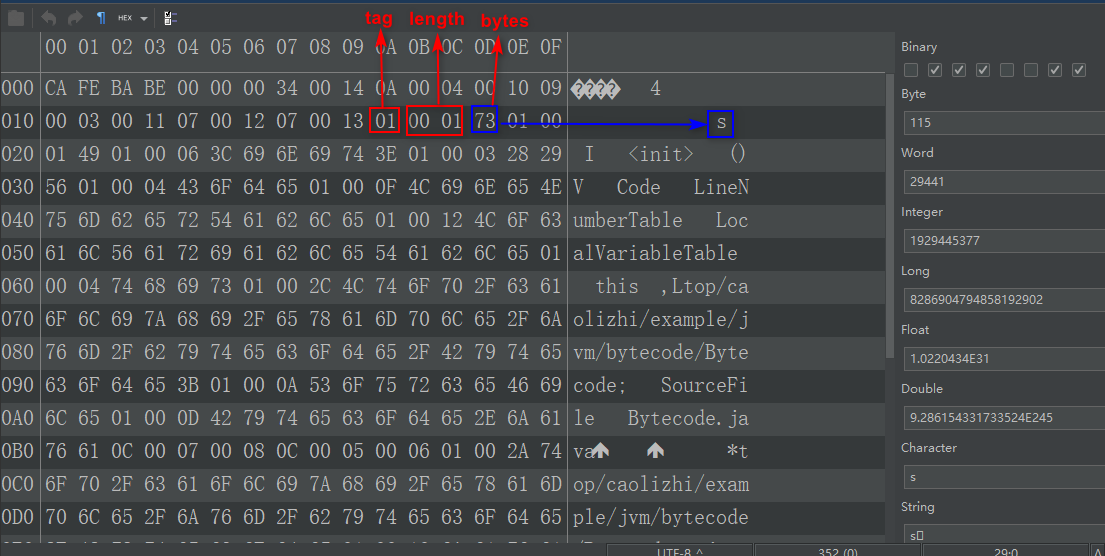 HEX
tag length bytes
00 01 02 03 04 05 06 07 08 09 0A 0B 0C 0D 0E 0F
000 CA FE BA BE 00 00 00 34 00 14 0A 00 04 00 10 09 ���� 4
010 00 03 00 11 07 00 12 07 00 13 01 00 01 73 01 00 s
020 01 49 01 00 06 3C 69 6E 69 74 3E 01 00 03 28 29 I <init> ()
030 56 01 00 04 43 6F 64 65 01 00 0F 4C 69 6E 65 4E V Code LineN
040 75 6D 62 65 72 54 61 62 6C 65 01 00 12 4C 6F 63 umberTable Loc
050 61 6C 56 61 72 69 61 62 6C 65 54 61 62 6C 65 01 alVariableTable
060 00 04 74 68 69 73 01 00 2C 4C 74 6F 70 2F 63 61 this ,Ltop/ca
070 6F 6C 69 7A 68 69 2F 65 78 61 6D 70 6C 65 2F 6A olizhi/example/j
080 76 6D 2F 62 79 74 65 63 6F 64 65 2F 42 79 74 65 vm/bytecode/Byte
090 63 6F 64 65 3B 01 00 0A 53 6F 75 72 63 65 46 69 code; SourceFi
0A0 6C 65 01 00 0D 42 79 74 65 63 6F 64 65 2E 6A 61 le Bytecode.ja
0B0 76 61 0C 00 07 00 08 0C 00 05 00 06 01 00 2A 74 va *t
0C0 6F 70 2F 63 61 6F 6C 69 7A 68 69 2F 65 78 61 6D op/caolizhi/exam
0D0 70 6C 65 2F 6A 76 6D 2F 62 79 74 65 63 6F 64 65 ple/jvm/bytecode
Binary
Byte
115
Word
29441
Integer
1929445377
Long
8286904794858192902
Float
1.0220434E31
Double
9.286154331733524E245
Character
s
String
s
UTF-8 ^ 352 (0) 29:0